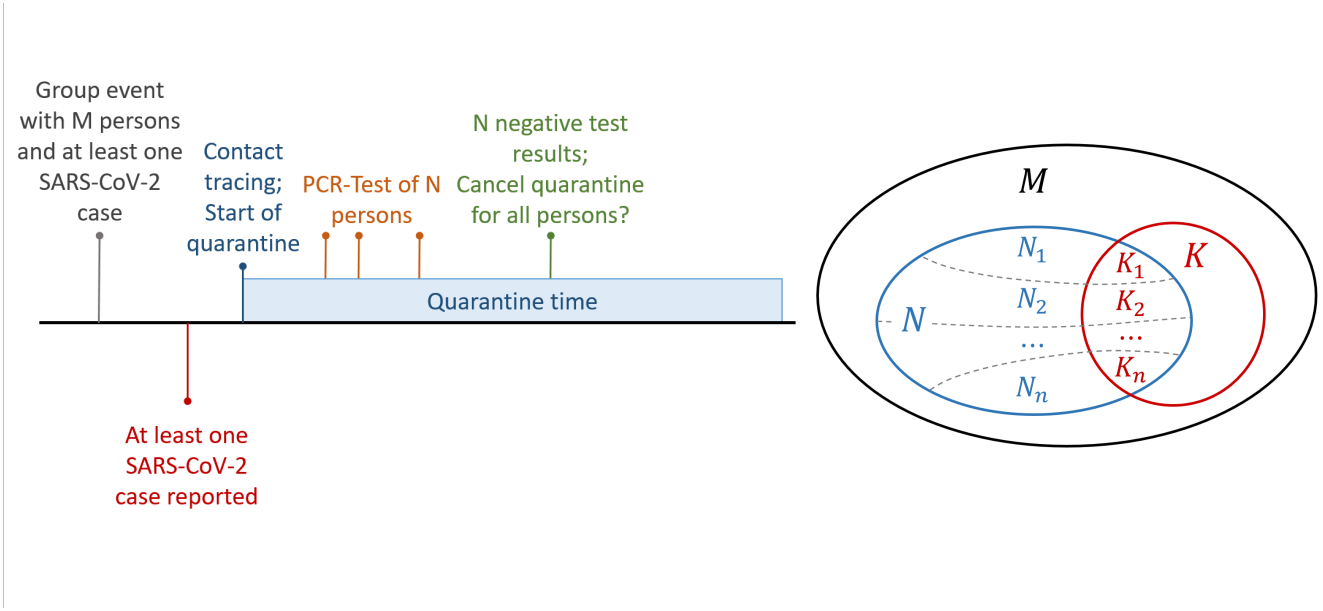 Group event
with M persons
and at least one
SARS-CoV-2
case
Contact
tracing;
Start of
quarantine
PCR-Test of N
persons
N negative test
results;
Cancel quarantine
for all persons?
Quarantine time
At least one
SARS-CoV-2
case reported
M
N
N₁
N₂
...
Nₙ
K
K₁
K₂
...
Kₙ